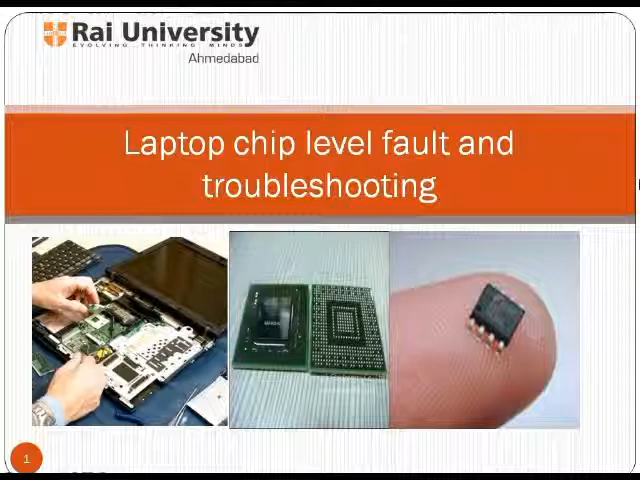 Rai University
EVOLVING THINKING MINDS
Ahmedabad
Laptop chip level fault and
troubleshooting
1